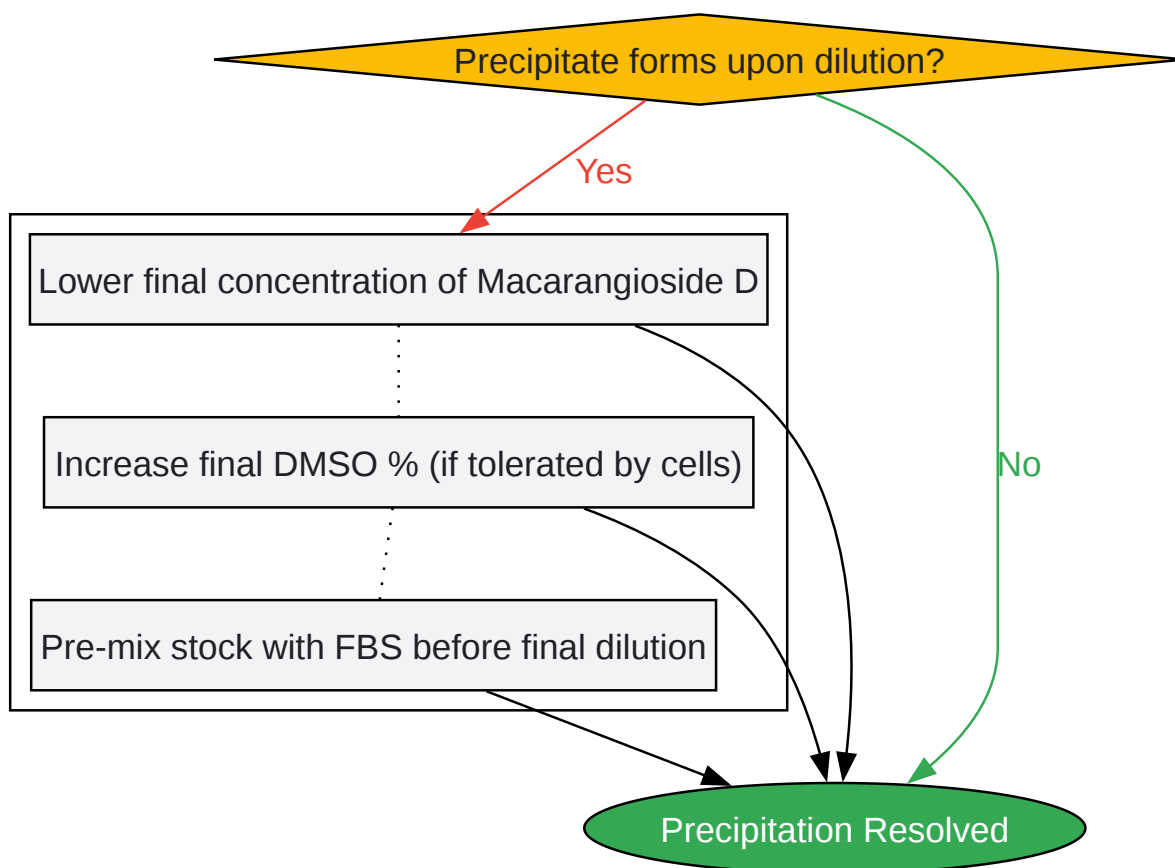 Precipitate forms upon dilution?
Yes
Lower final concentration of Macarangioside D
Increase final DMSO % (if tolerated by cells)
No
Pre-mix stock with FBS before final dilution
Precipitation Resolved